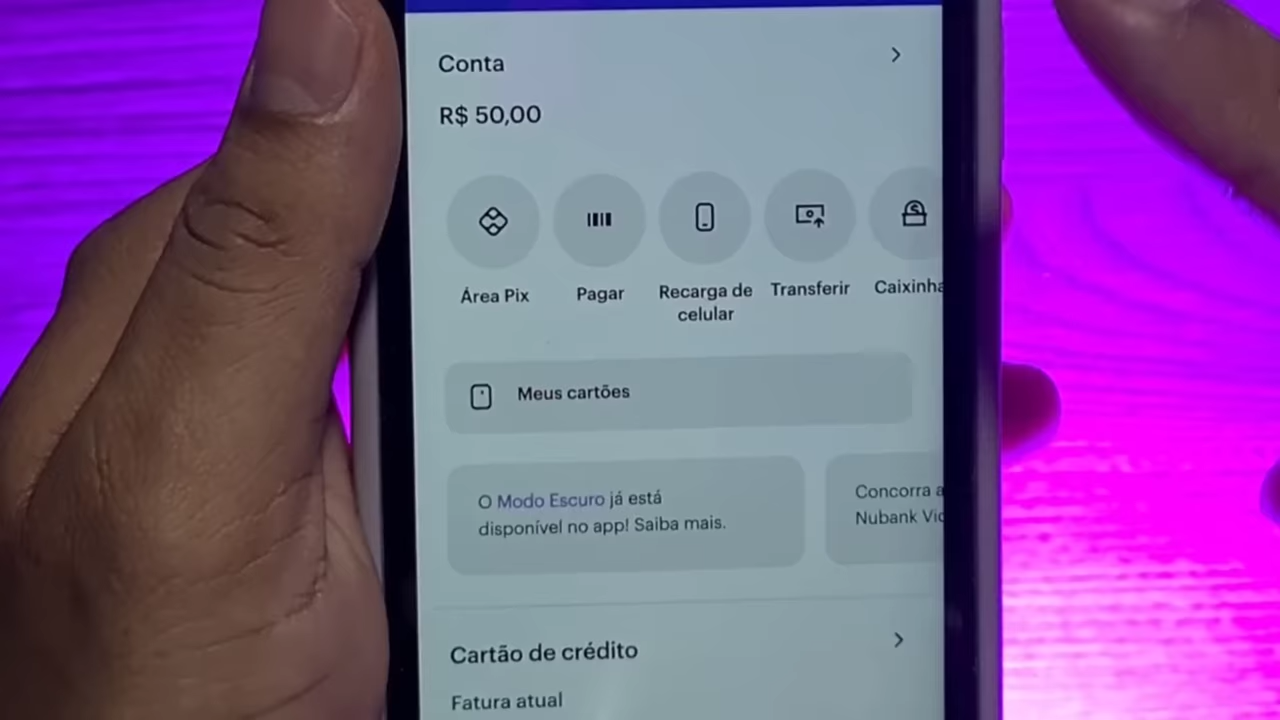 Conta
R$ 50,00
Área Pix
Pagar
Recarga de
celular
Transferir
Caixinha
Meus cartões
O Modo Escuro já está
disponível no app! Saiba mais.
Concorra a
Nubank Vi
Cartão de crédito
Fatura atual